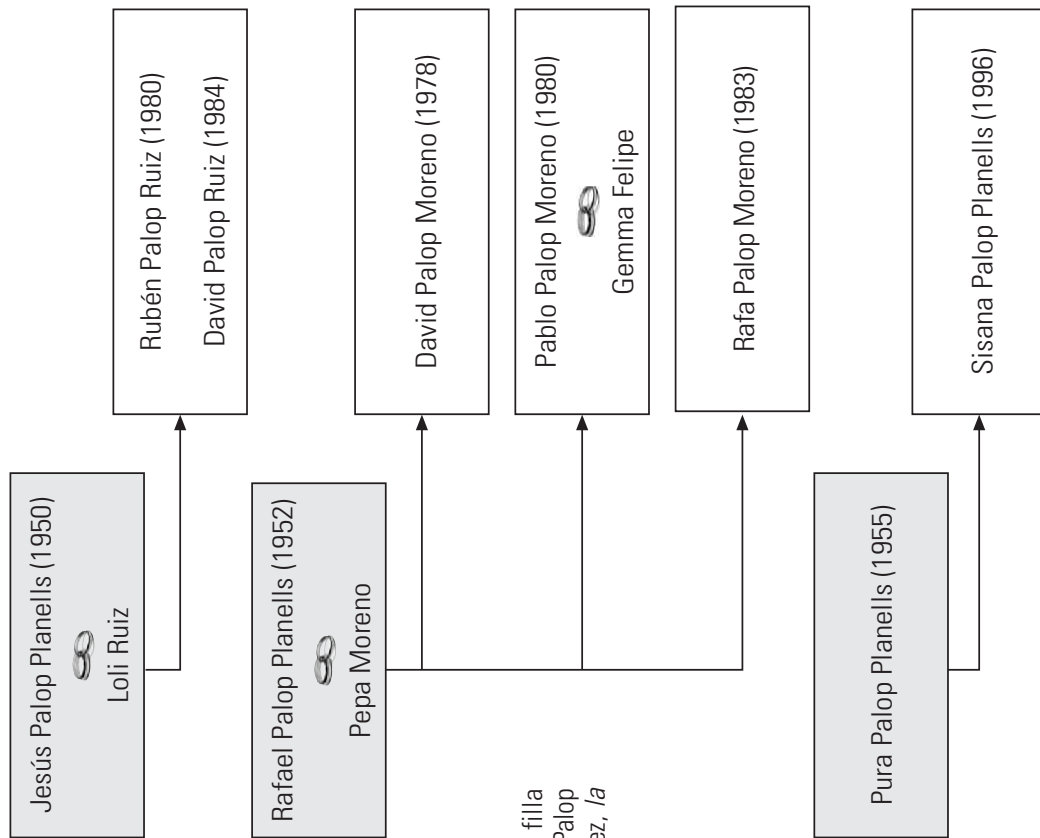 Jesús Palop Planells (1950)
Loli Ruiz
Rubén Palop Ruiz (1980)
David Palop Ruiz (1984)
Rafael Palop Planells (1952)
Pepa Moreno
David Palop Moreno (1978)
Pablo Palop Moreno (1980)
Gemma Felipe
Rafa Palop Moreno (1983)
filla
Palop
la
Pura Palop Planells (1955)
Sisana Palop Planells (1996)